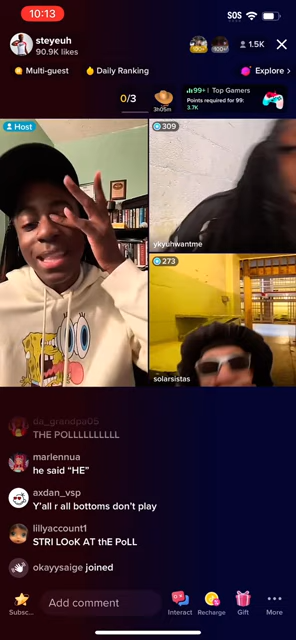 10:13
SOS
steyeuh
90.9K likes
1.5K
Multi-guest
Daily Ranking
Explore >
0/3
3h05m
99+ | Top Gamers
Points required for 99:
3.7K
Host
309
ykyuhwantme
273
solarsistas
da_grandpa05
THE POLLLLLLLLLL
marlennua
he said “HE”
axdan_vsp
Y'all r all bottoms don't play
lillyaccount1
STRI LOoK AT thE PoLL
okayysaige joined
Subsc...
Add comment
Interact
Recharge
Gift
More